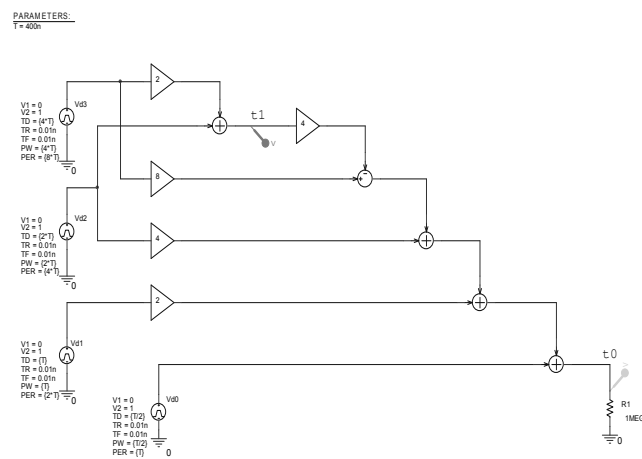 PARAMETERS:
T = 400n
2
V1 = 0
V2 = 1
TD = {4*T}
TR = 0.01n
TF = 0.01n
PW = {4*T}
PER = {8*T}
Vd3
0
t1
4
V
8
V1 = 0
V2 = 1
TD = {2*T}
TR = 0.01n
TF = 0.01n
PW = {2*T}
PER = {4*T}
Vd2
0
4
2
V1 = 0
V2 = 1
TD = {T}
TR = 0.01n
TF = 0.01n
PW = {T}
PER = {2*T}
Vd1
0
t0
V
V1 = 0
V2 = 1
TD = {T/2}
TR = 0.01n
TF = 0.01n
PW = {T/2}
PER = {T}
Vd0
0
R1
1MEG
0